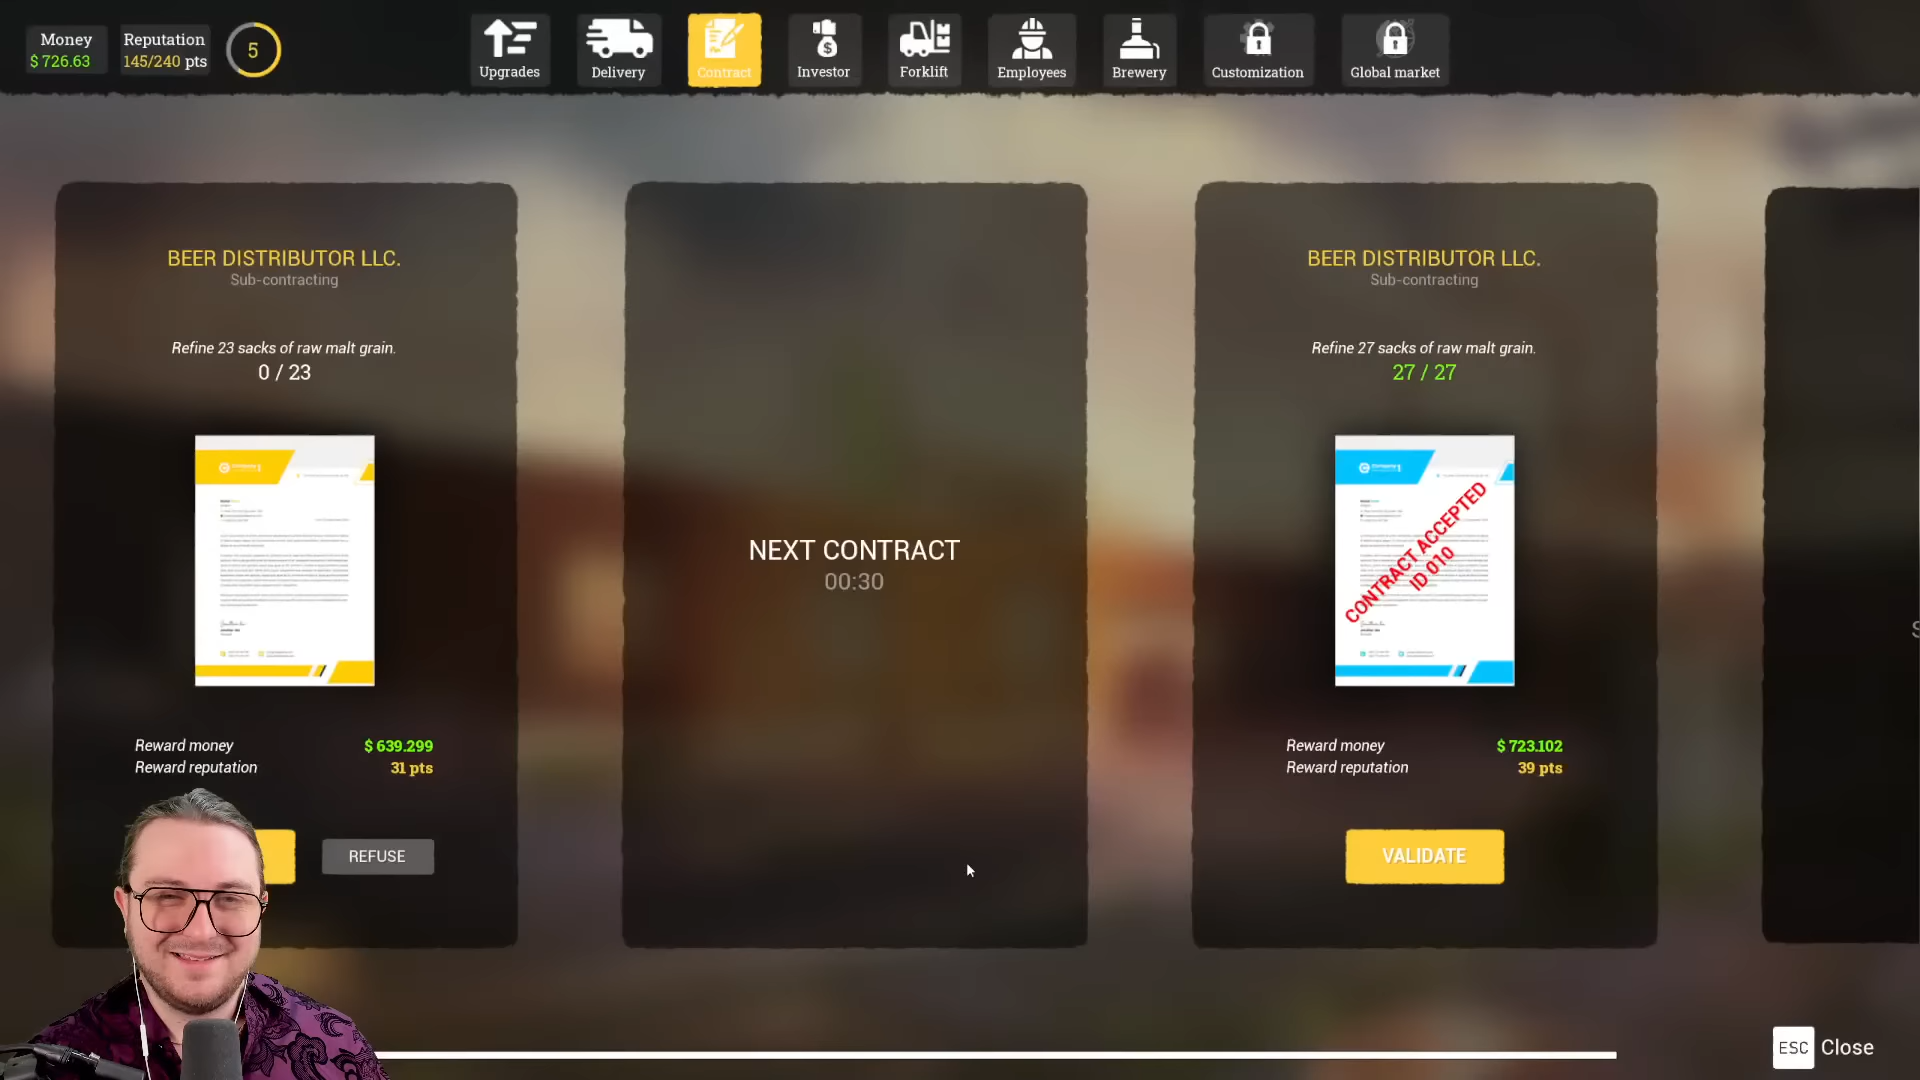 Money
$ 726.63
Reputation
145/240 pts
5
Upgrades
Delivery
Contract
Investor
Forklift
Employees
Brewery
Customization
Global market
BEER DISTRIBUTOR LLC.
Sub-contracting
Refine 23 sacks of raw malt grain.
0 / 23
Reward money
$ 639.299
Reward reputation
31 pts
REFUSE
NEXT CONTRACT
00:30
BEER DISTRIBUTOR LLC.
Sub-contracting
Refine 27 sacks of raw malt grain.
27 / 27
CONTRACT ACCEPTED
ID 010
Reward money
$ 723.102
Reward reputation
39 pts
VALIDATE
ESC Close